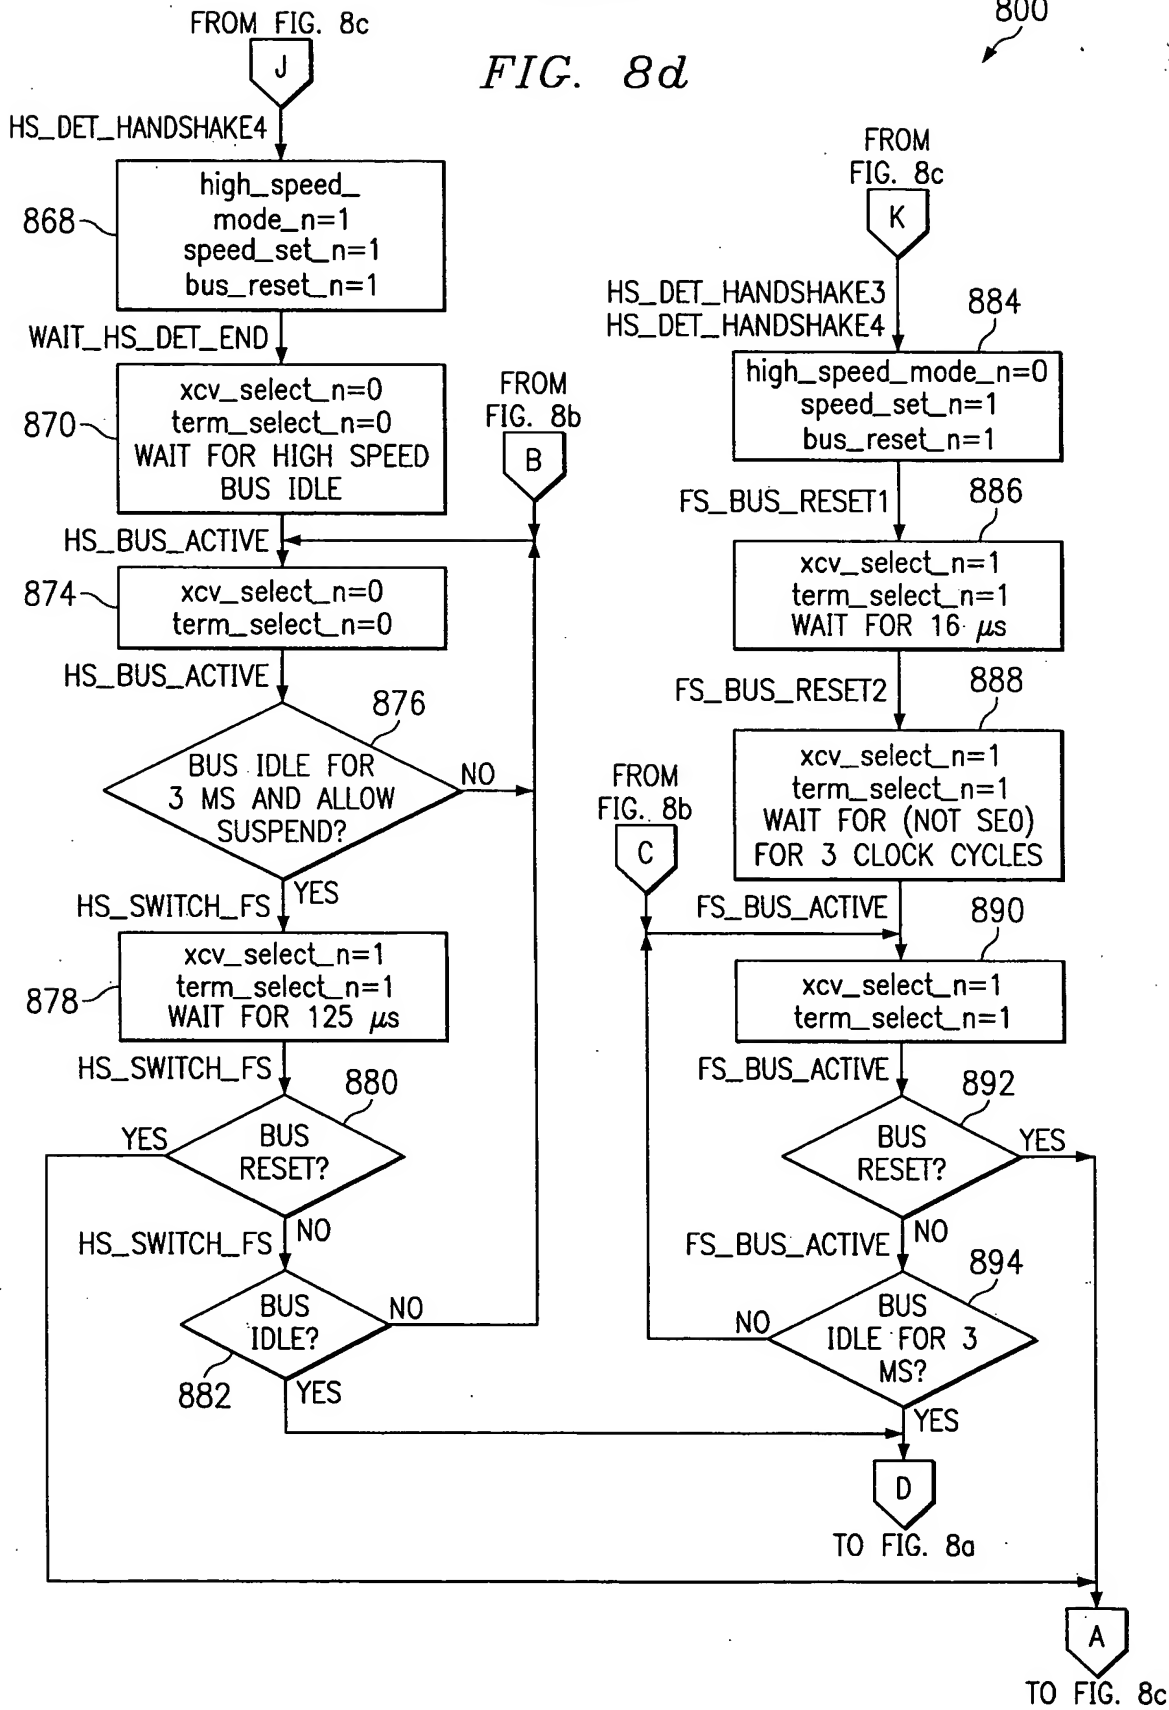 800
FROM FIG. 8c
J
FIG. 8d
HS_DET_HANDSHAKE4
868
high_speed_
mode_n=1
speed_set_n=1
bus_reset_n=1
WAIT_HS_DET_END
870
xcv_select_n=0
term_select_n=0
WAIT FOR HIGH SPEED
BUS IDLE
FROM
FIG. 8b
B
HS_BUS_ACTIVE
874
xcv_select_n=0
term_select_n=0
HS_BUS_ACTIVE
876
BUS IDLE FOR
3 MS AND ALLOW
SUSPEND?
NO
YES
HS_SWITCH_FS
878
xcv_select_n=1
term_select_n=1
WAIT FOR 125 μs
HS_SWITCH_FS
880
YES
BUS
RESET?
NO
HS_SWITCH_FS
BUS
IDLE?
NO
882
YES
FROM
FIG. 8c
K
HS_DET_HANDSHAKE3
HS_DET_HANDSHAKE4
884
high_speed_mode_n=0
speed_set_n=1
bus_reset_n=1
FS_BUS_RESET1
886
xcv_select_n=1
term_select_n=1
WAIT FOR 16 μs
FS_BUS_RESET2
888
xcv_select_n=1
term_select_n=1
WAIT FOR (NOT SE0)
FOR 3 CLOCK CYCLES
FROM
FIG. 8b
C
FS_BUS_ACTIVE
890
xcv_select_n=1
term_select_n=1
FS_BUS_ACTIVE
892
BUS
RESET?
YES
NO
FS_BUS_ACTIVE
894
BUS
IDLE FOR 3
MS?
NO
YES
D
TO FIG. 8a
A
TO FIG. 8c